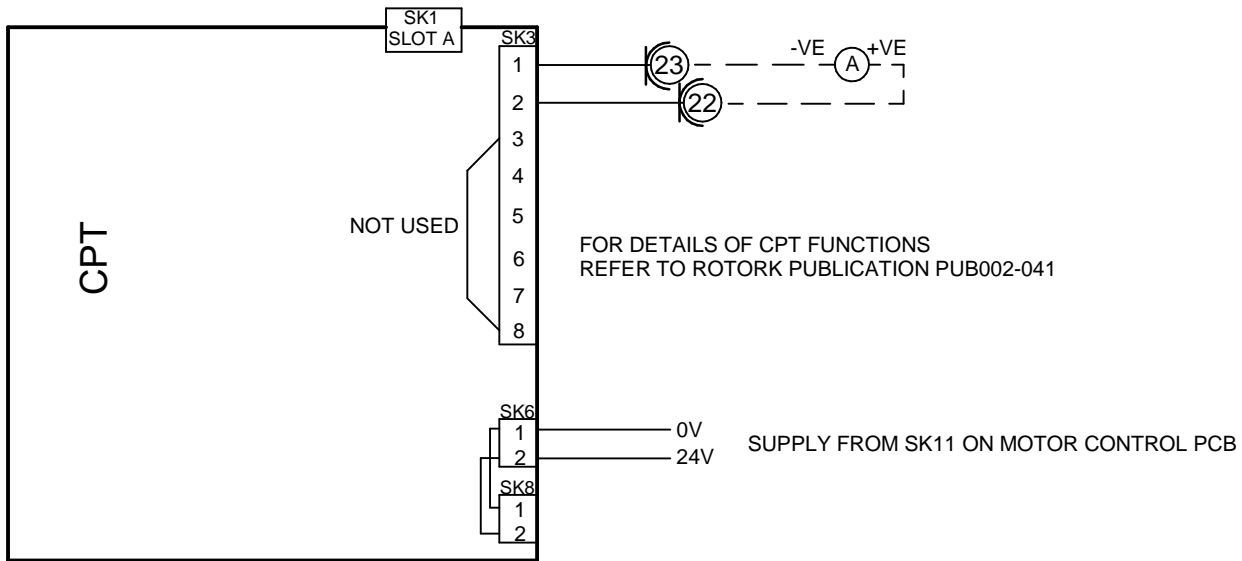 SK1
SLOT A
SK3
1
23
-VE
A
+VE
2
22
3
4
NOT USED
5
6
7
8
CPT
FOR DETAILS OF CPT FUNCTIONS
REFER TO ROTORK PUBLICATION PUB002-041
SK6
1
0V
2
24V
SUPPLY FROM SK11 ON MOTOR CONTROL PCB
SK8
1
2